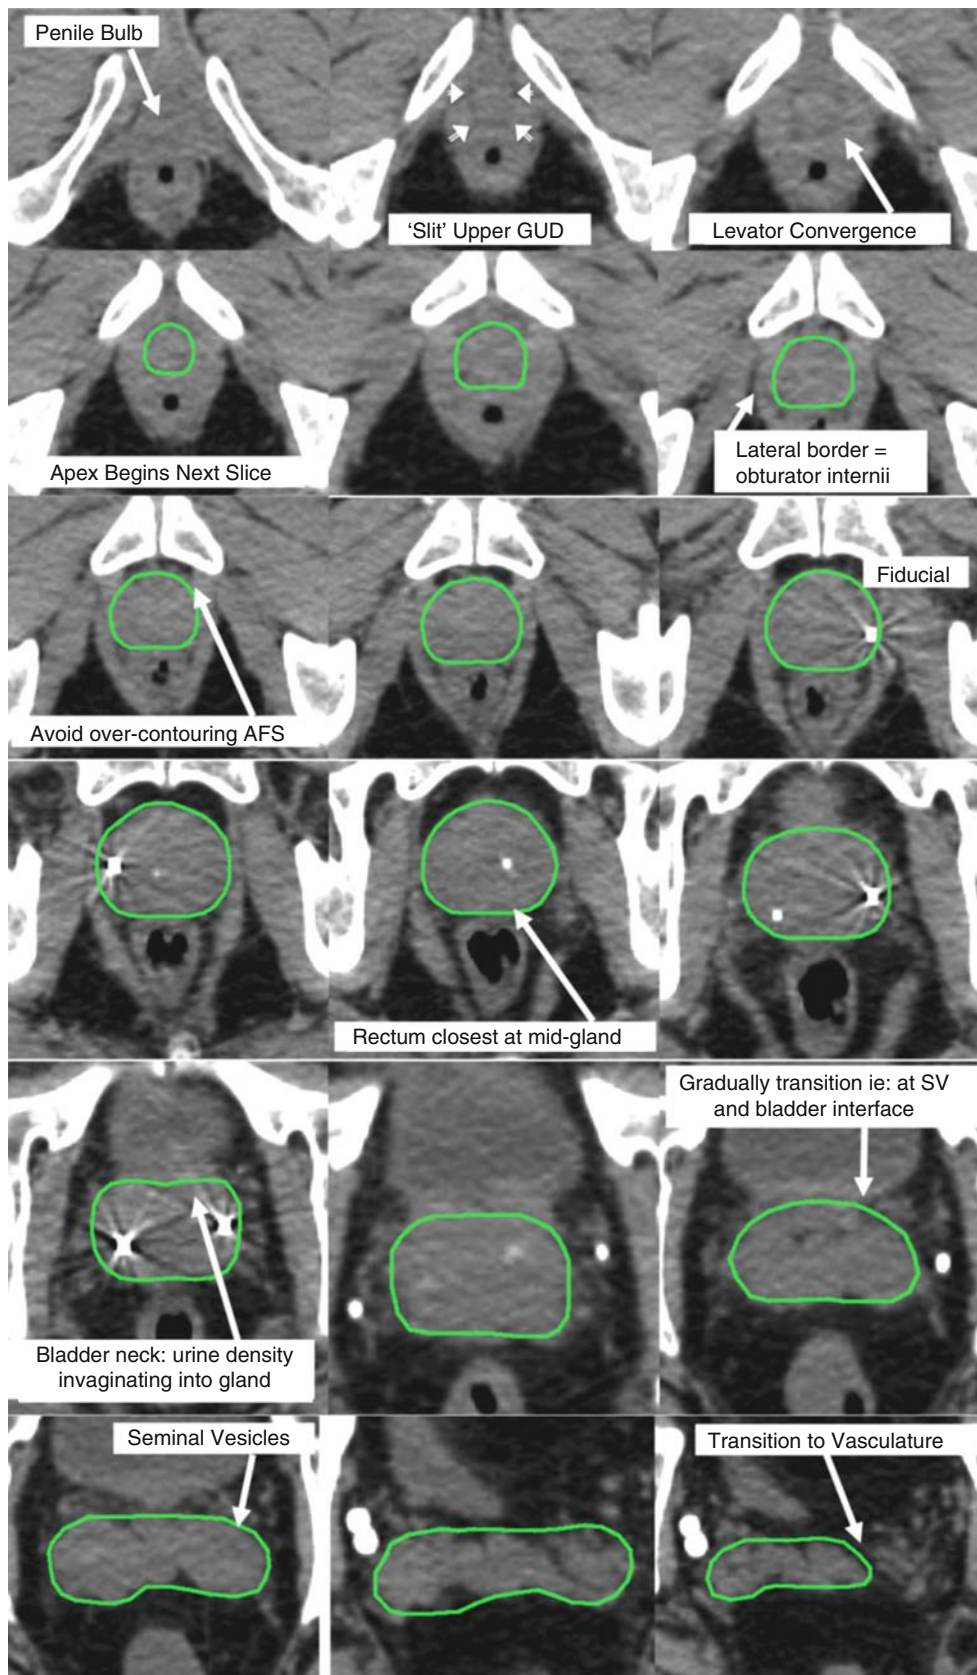 Penile Bulb
‘Slit’ Upper GUD
Levator Convergence
Apex Begins Next Slice
Lateral border =
obturator internii
Fiducial
Avoid over-contouring AFS
Rectum closest at mid-gland
Gradually transition ie: at SV
and bladder interface
Bladder neck: urine density
invaginating into gland
Seminal Vesicles
Transition to Vasculature